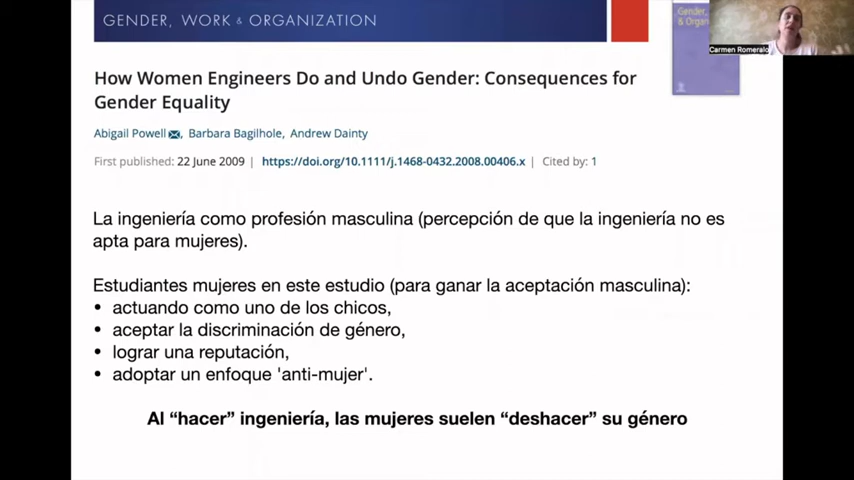 GENDER, WORK & ORGANIZATION
Gender,
& Organ
Carmen Romeralo
How Women Engineers Do and Undo Gender: Consequences for
Gender Equality
Abigail Powell, Barbara Bagilhole, Andrew Dainty
First published: 22 June 2009 | https://doi.org/10.1111/j.1468-0432.2008.00406.x | Cited by: 1
La ingeniería como profesión masculina (percepción de que la ingeniería no es
apta para mujeres).
Estudiantes mujeres en este estudio (para ganar la aceptación masculina):
• actuando como uno de los chicos,
• aceptar la discriminación de género,
• lograr una reputación,
• adoptar un enfoque 'anti-mujer'.
Al “hacer” ingeniería, las mujeres suelen “deshacer” su género